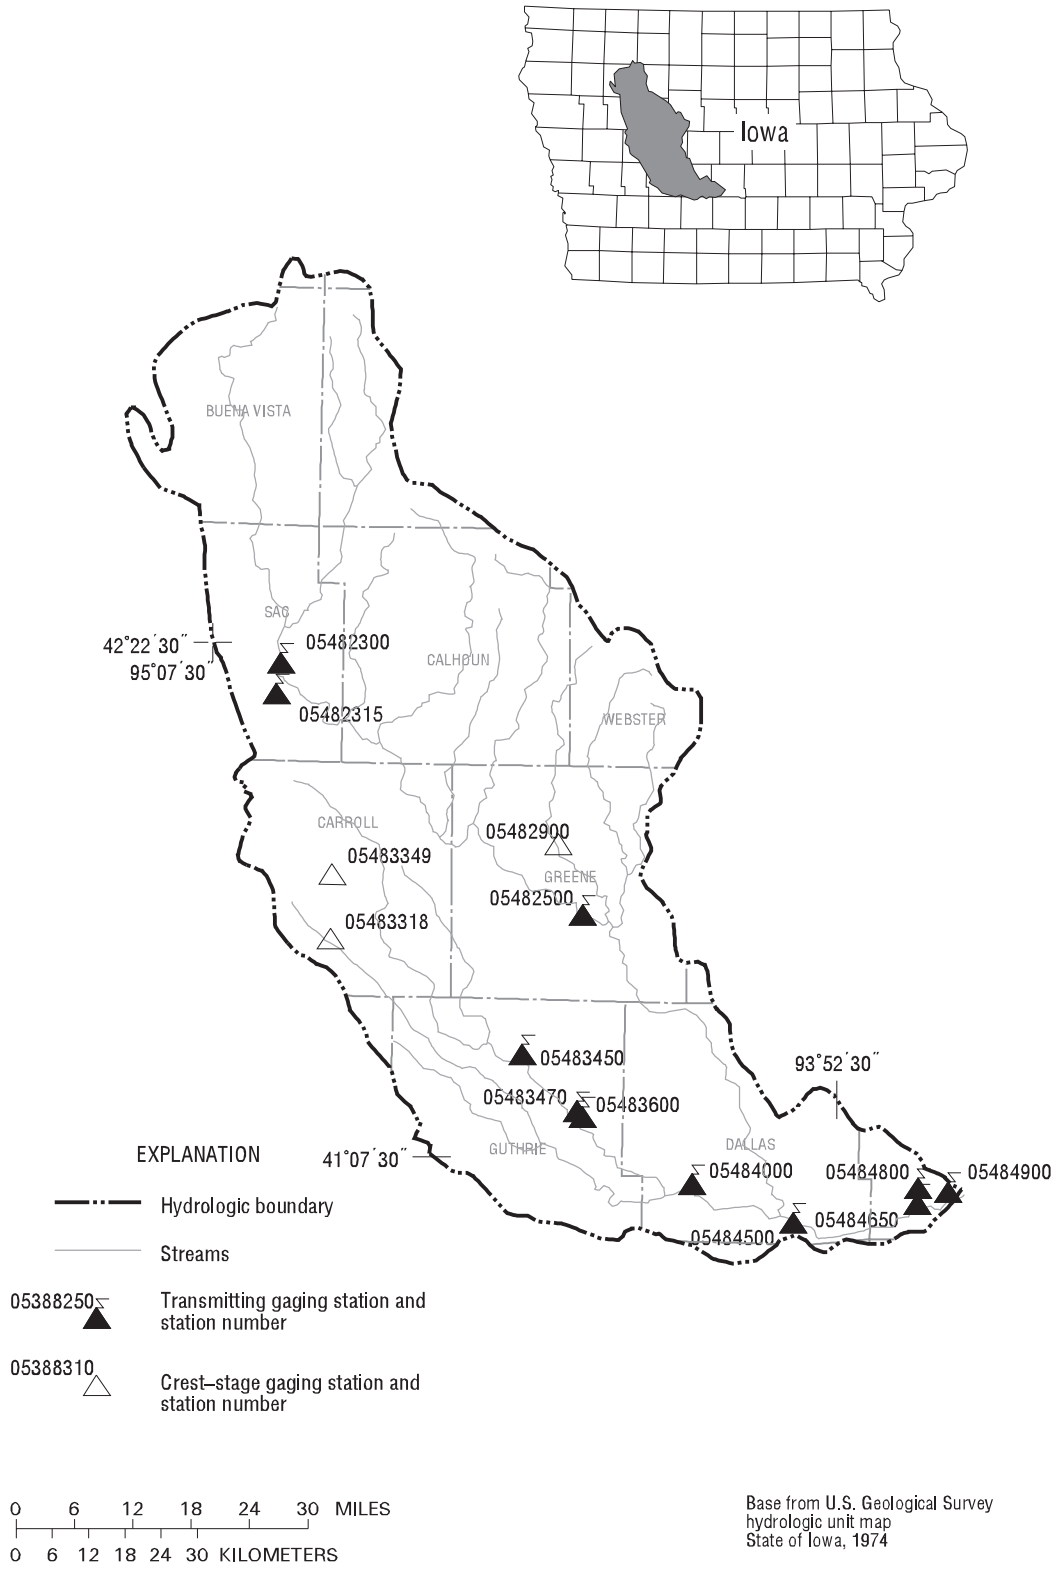 Iowa
BUENA VISTA
SAC
42°22'30"
95°07'30"
05482300
CALHOUN
05482315
WEBSTER
CARROLL
05482900
05483349
GREENE
05482500
05483318
05483450
93°52'30"
05483470
05483600
GUTHRIE
DALLAS
41°07'30"
05484000
05484800
05484900
05484650
05484500
EXPLANATION
Hydrologic boundary
Streams
05388250
Transmitting gaging station and
station number
05388310
Crest–stage gaging station and
station number
0 6 12 18 24 30 MILES
0 6 12 18 24 30 KILOMETERS
Base from U.S. Geological Survey
hydrologic unit map
State of Iowa, 1974